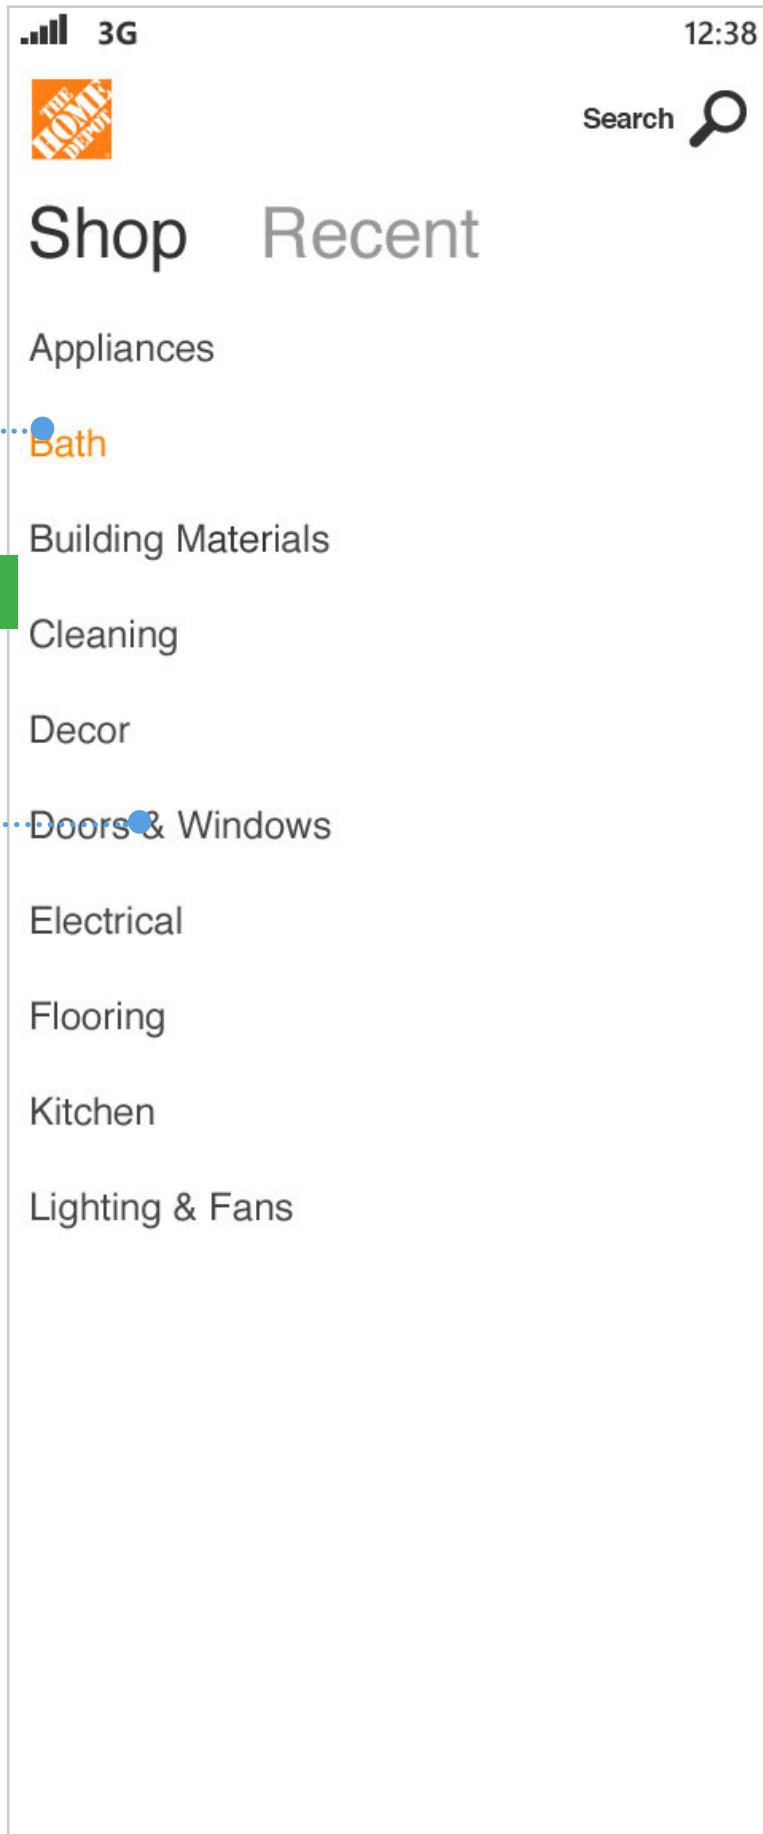 3G 12:38
THE
HOME
DEPOT
Search
Shop Recent
Appliances
Bath
Building Materials
Cleaning
Decor
Doors & Windows
Electrical
Flooring
Kitchen
Lighting & Fans